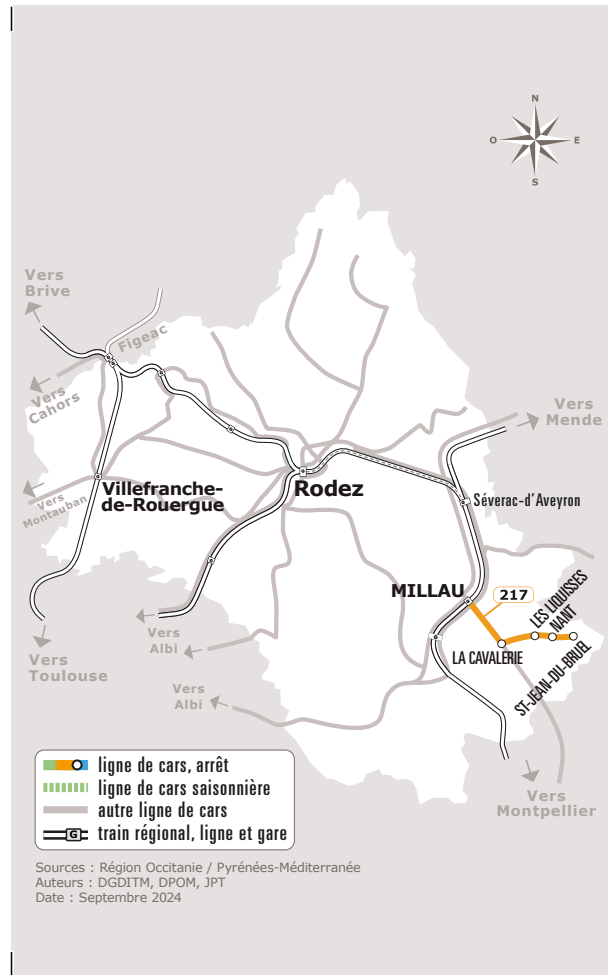 N
O
E
S
Vers
Brive
Figeac
Vers
Cahors
Vers
Mende
Vers
Montauban
Villefranche-
de-Rouergue
Rodez
Séverac-d'Aveyron
MILLAU
217
LES LIQUISSES
NANT
LA CAVALERIE
ST-JEAN-DU-BRUEL
Vers
Toulouse
Vers
Albi
Vers
Albi
Vers
Montpellier
ligne de cars, arrêt
ligne de cars saisonnière
autre ligne de cars
G train régional, ligne et gare
Sources : Région Occitanie / Pyrénées-Méditerranée
Auteurs : DGDITM, DPOM, JPT
Date : Septembre 2024